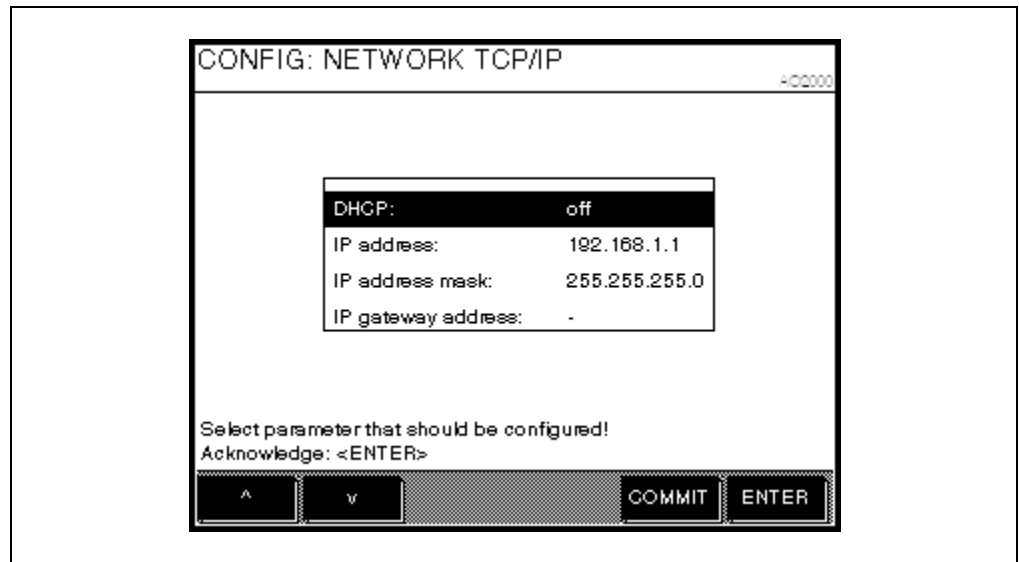 CONFIG: NETWORK TCP/IP
AO2000
DHCP: off
IP address: 192.168.1.1
IP address mask: 255.255.255.0
IP gateway address: -
Select parameter that should be configured!
Acknowledge: <ENTER>
^ v COMMIT ENTER